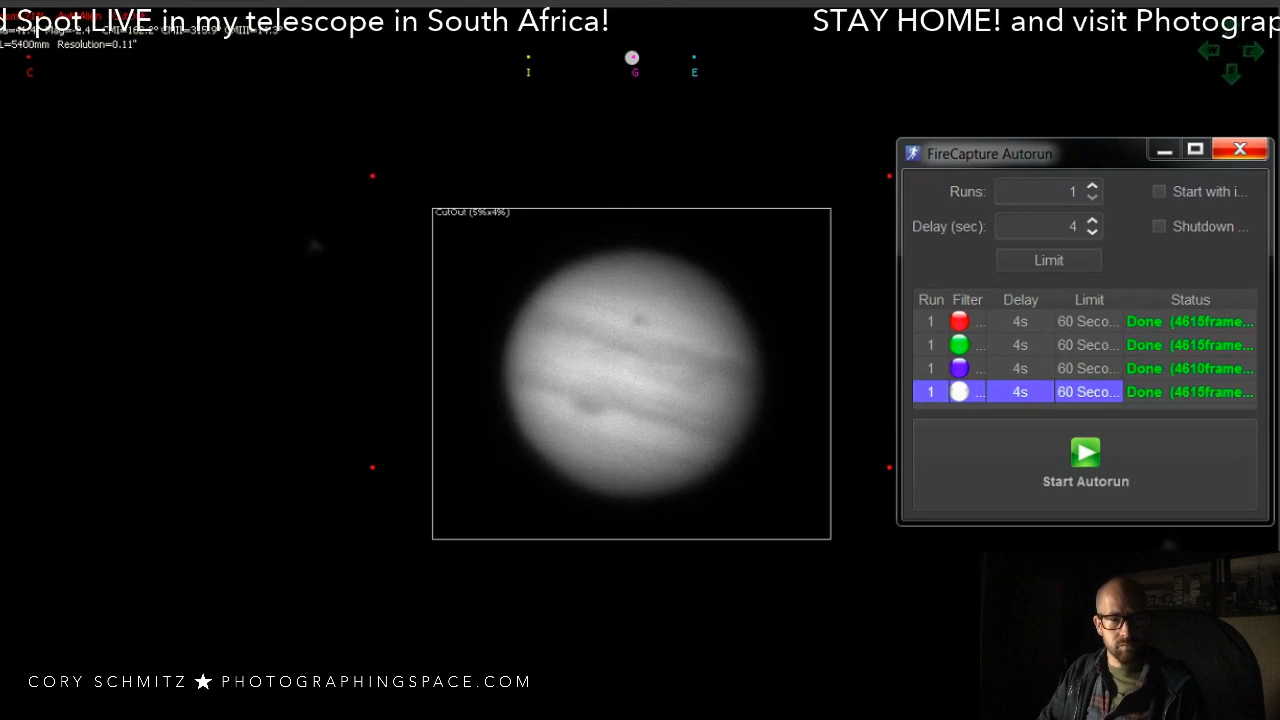 d Spot LIVE in my telescope in South Africa! STAY HOME! and visit Photograp
L=5400mm Resolution=0.11"
C I G E
CutOut (5%x4%)
FireCapture Autorun
Runs: 1 Start with i...
Delay (sec): 4 Shutdown ...
Limit
Run Filter Delay Limit Status
1 ... 4s 60 Seco... Done (4615frame...
1 ... 4s 60 Seco... Done (4615frame...
1 ... 4s 60 Seco... Done (4610frame...
1 ... 4s 60 Seco... Done (4615frame...
Start Autorun
CORY SCHMITZ ★ PHOTOGRAPHINGSPACE.COM